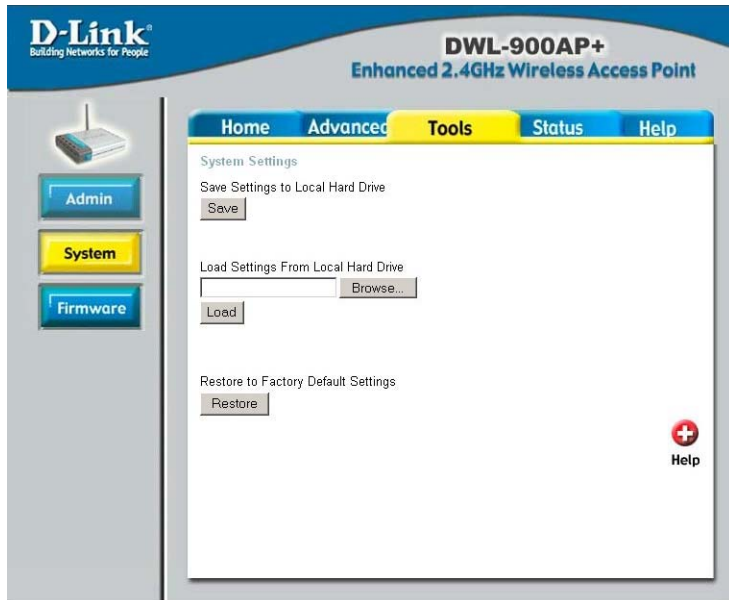 D-Link®
Building Networks for People
DWL-900AP+
Enhanced 2.4GHz Wireless Access Point
Home Advanced Tools Status Help
Admin
System
Firmware
System Settings
Save Settings to Local Hard Drive
Save
Load Settings From Local Hard Drive
Browse...
Load
Restore to Factory Default Settings
Restore
Help